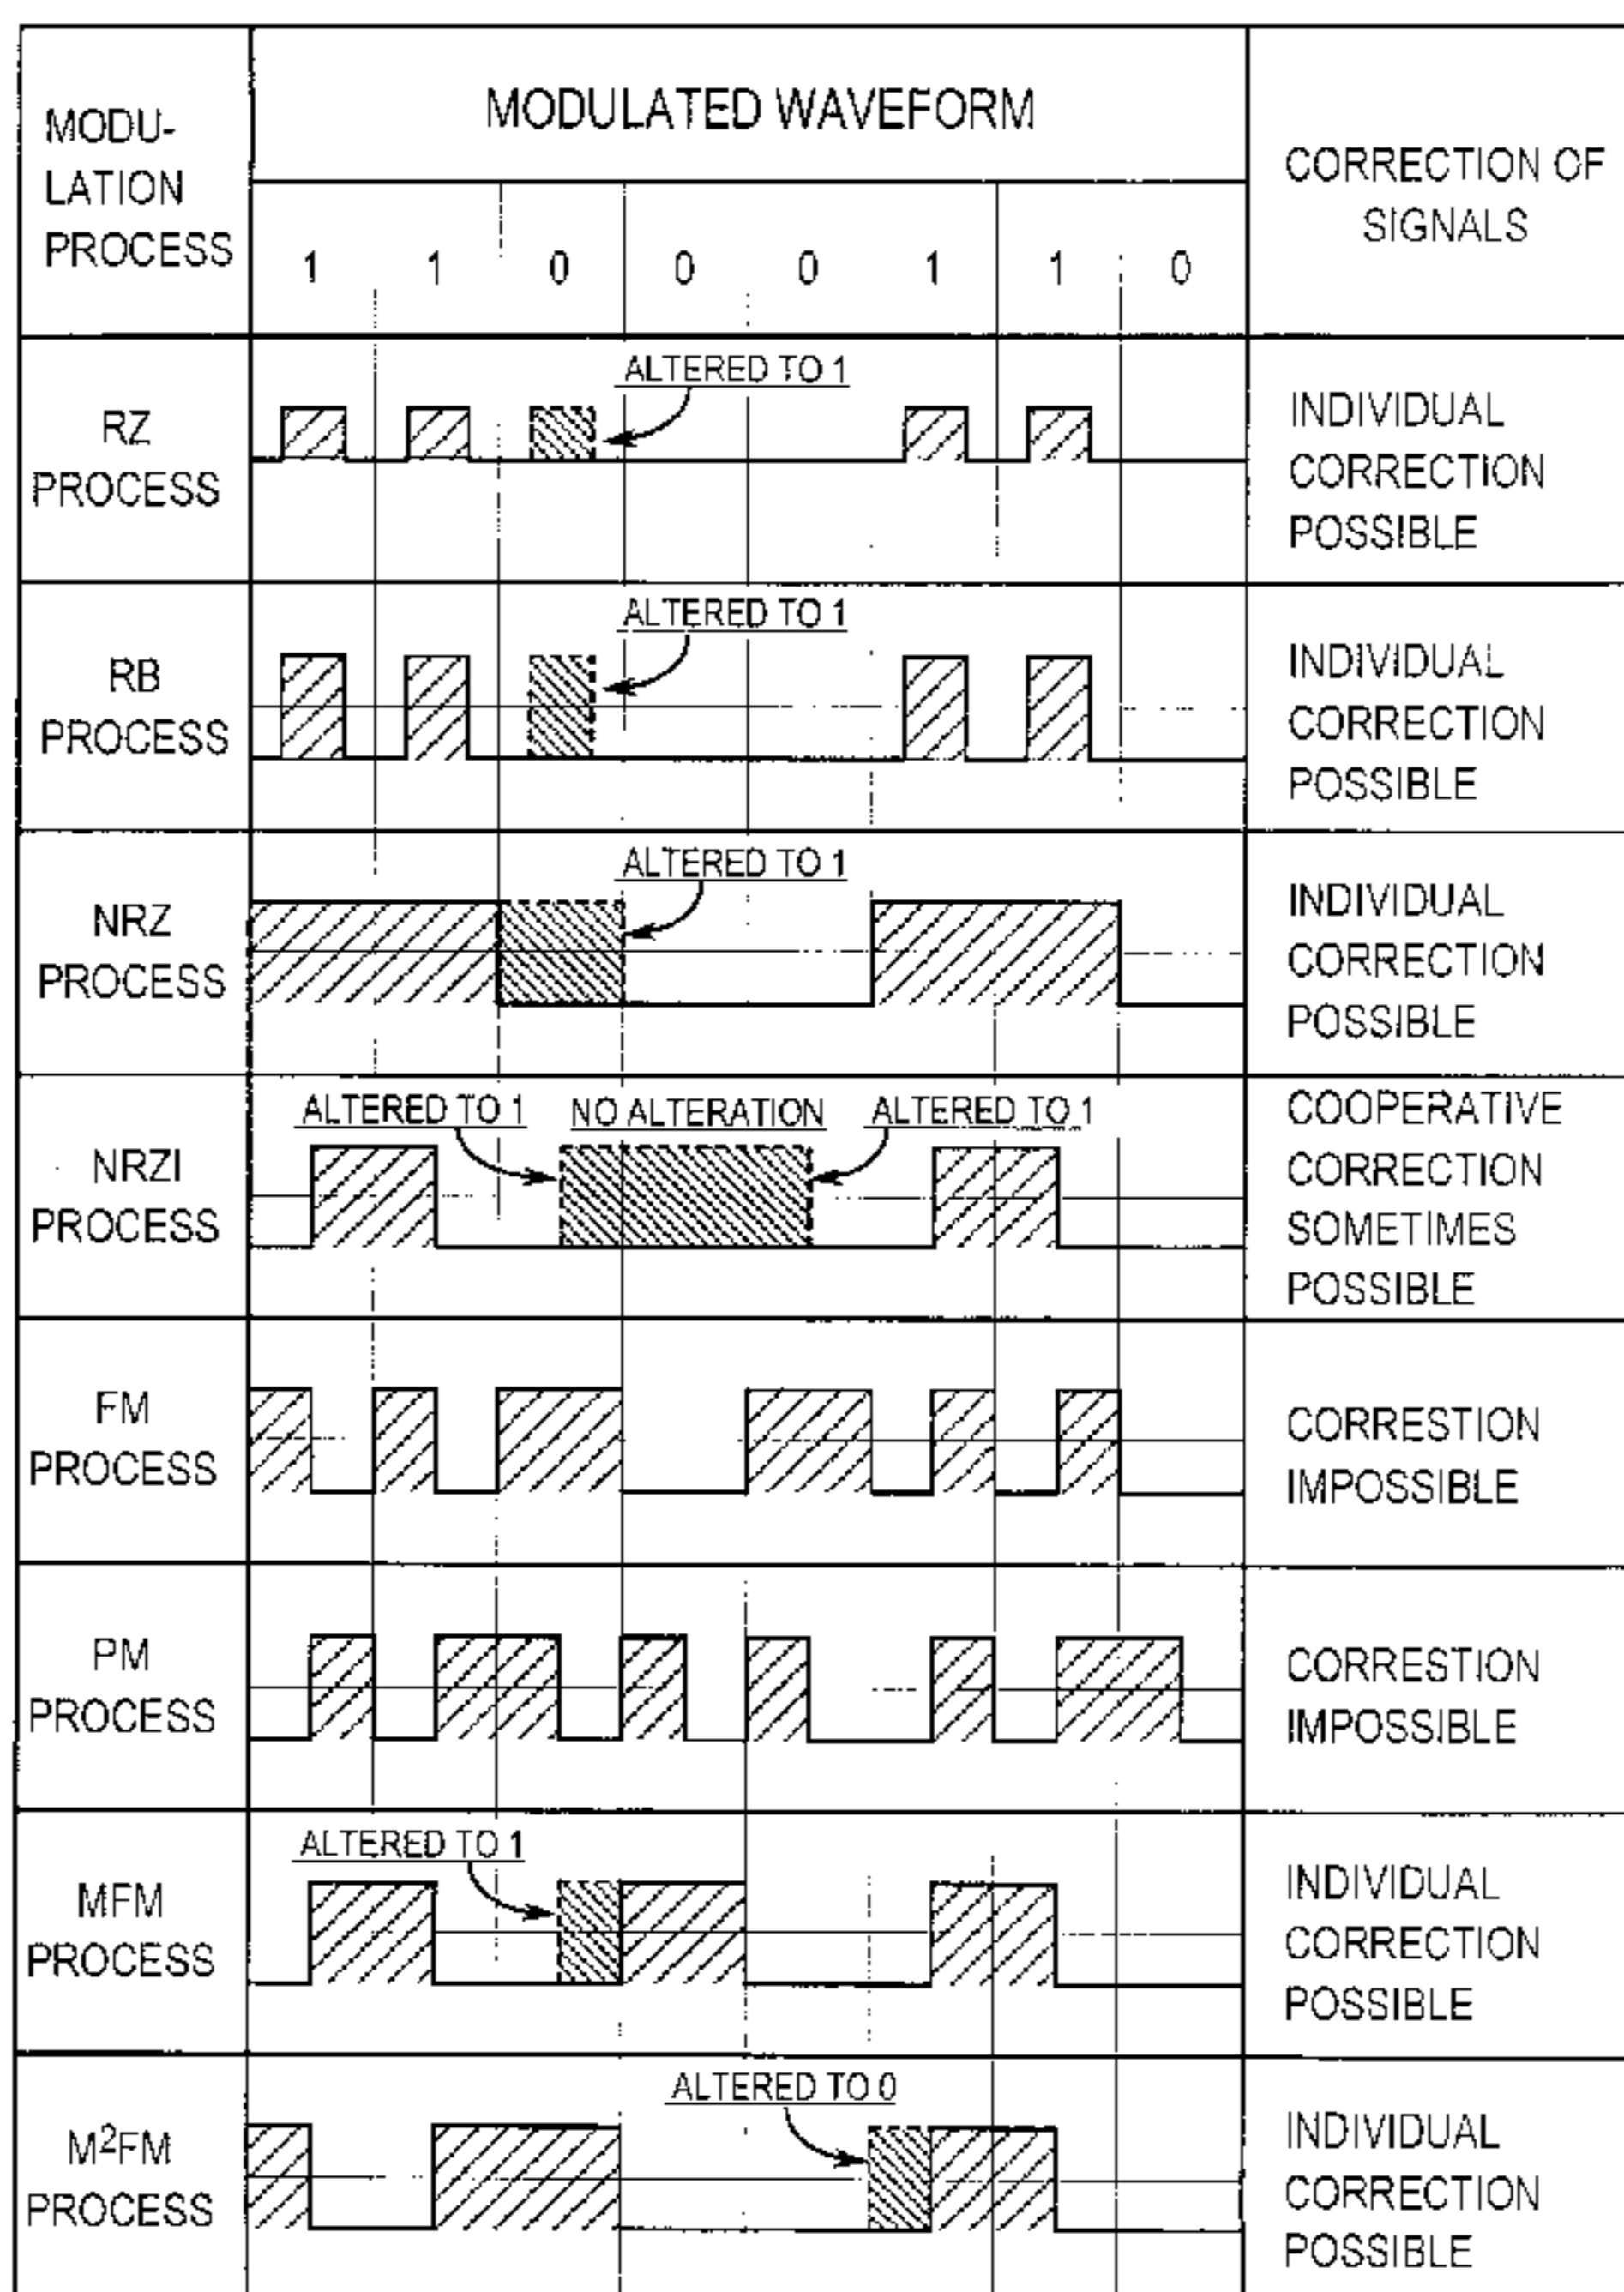 MODU-
LATION
PROCESS
MODULATED WAVEFORM
CORRECTION OF
SIGNALS
1 1 0 0 0 1 1 0
RZ
PROCESS
ALTERED TO 1
INDIVIDUAL
CORRECTION
POSSIBLE
RB
PROCESS
ALTERED TO 1
INDIVIDUAL
CORRECTION
POSSIBLE
NRZ
PROCESS
ALTERED TO 1
INDIVIDUAL
CORRECTION
POSSIBLE
NRZI
PROCESS
ALTERED TO 1 NO ALTERATION ALTERED TO 1
COOPERATIVE
CORRECTION
SOMETIMES
POSSIBLE
FM
PROCESS
CORRESTION
IMPOSSIBLE
PM
PROCESS
CORRESTION
IMPOSSIBLE
MFM
PROCESS
ALTERED TO 1
INDIVIDUAL
CORRECTION
POSSIBLE
M²FM
PROCESS
ALTERED TO 0
INDIVIDUAL
CORRECTION
POSSIBLE